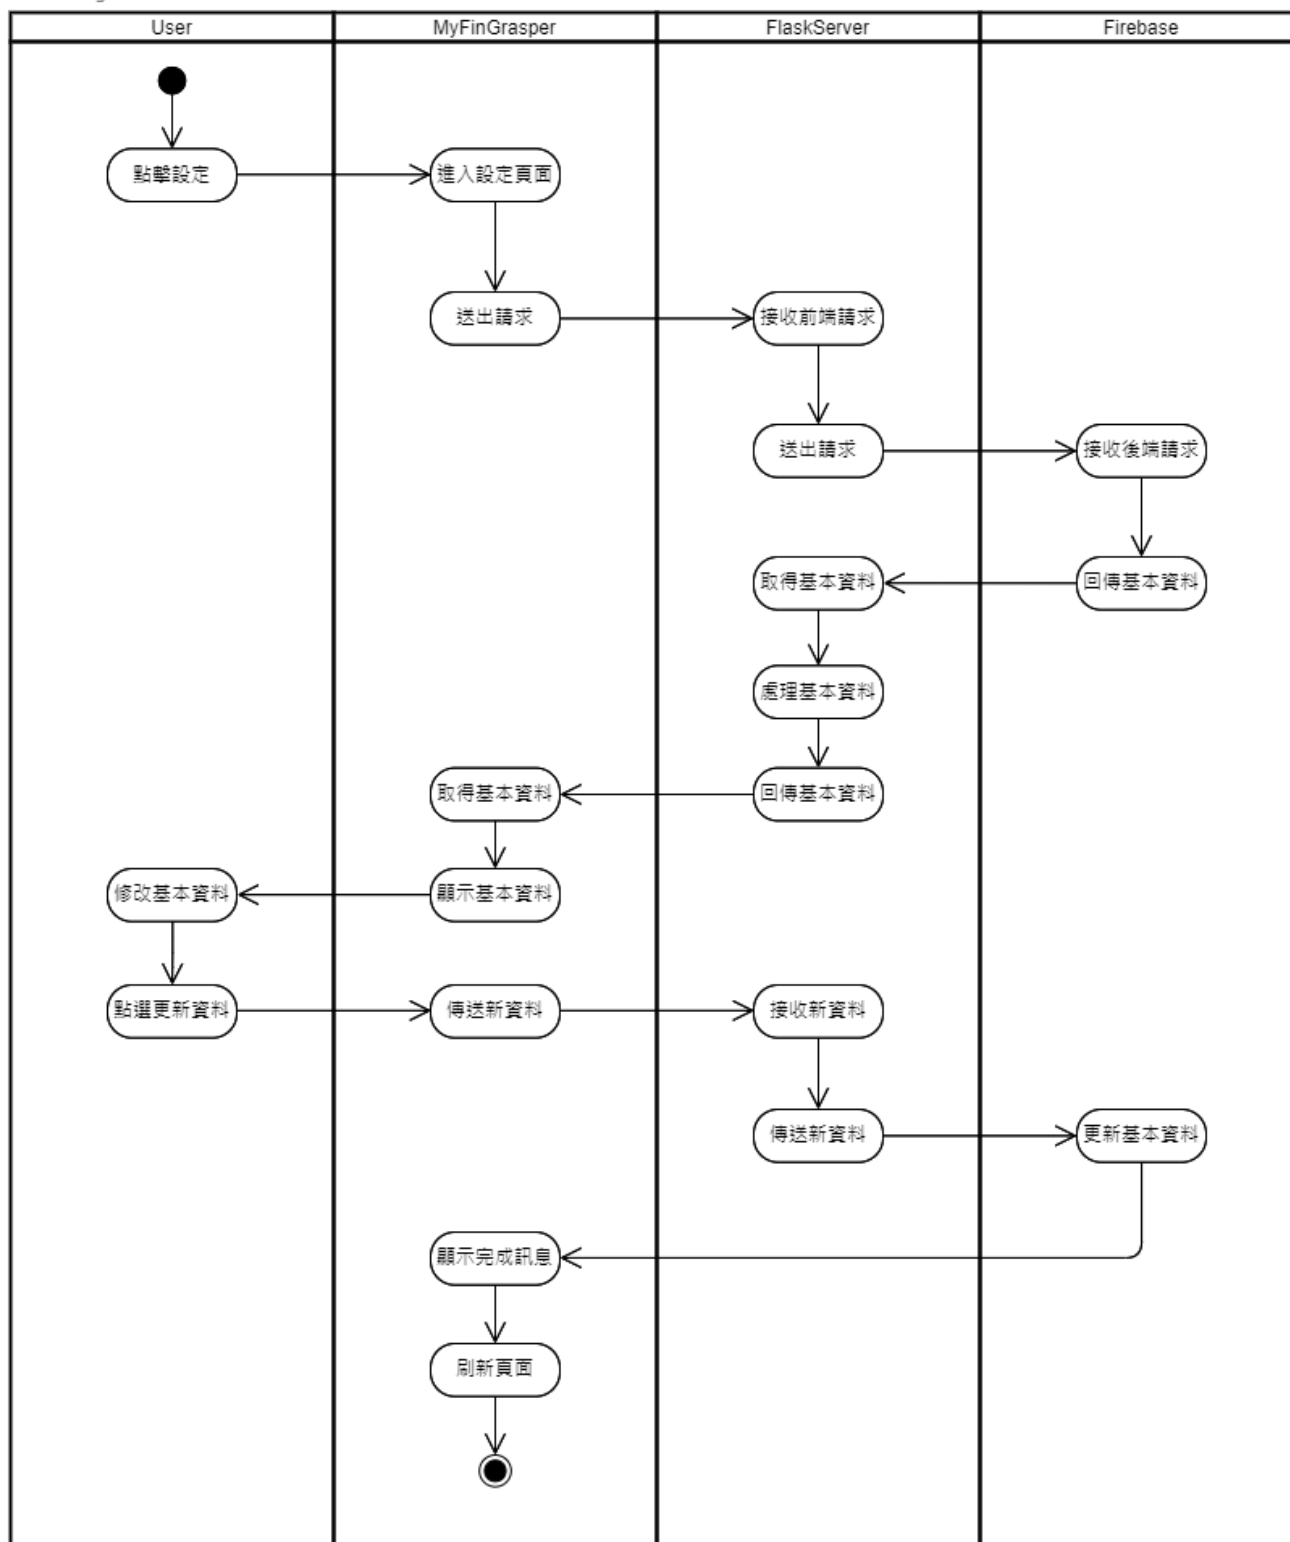 User
MyFinGrasper
FlaskServer
Firebase
點擊設定
進入設定頁面
送出請求
接收前端請求
送出請求
接收後端請求
取得基本資料
回傳基本資料
處理基本資料
取得基本資料
回傳基本資料
修改基本資料
顯示基本資料
點選更新資料
傳送新資料
接收新資料
傳送新資料
更新基本資料
顯示完成訊息
刷新頁面